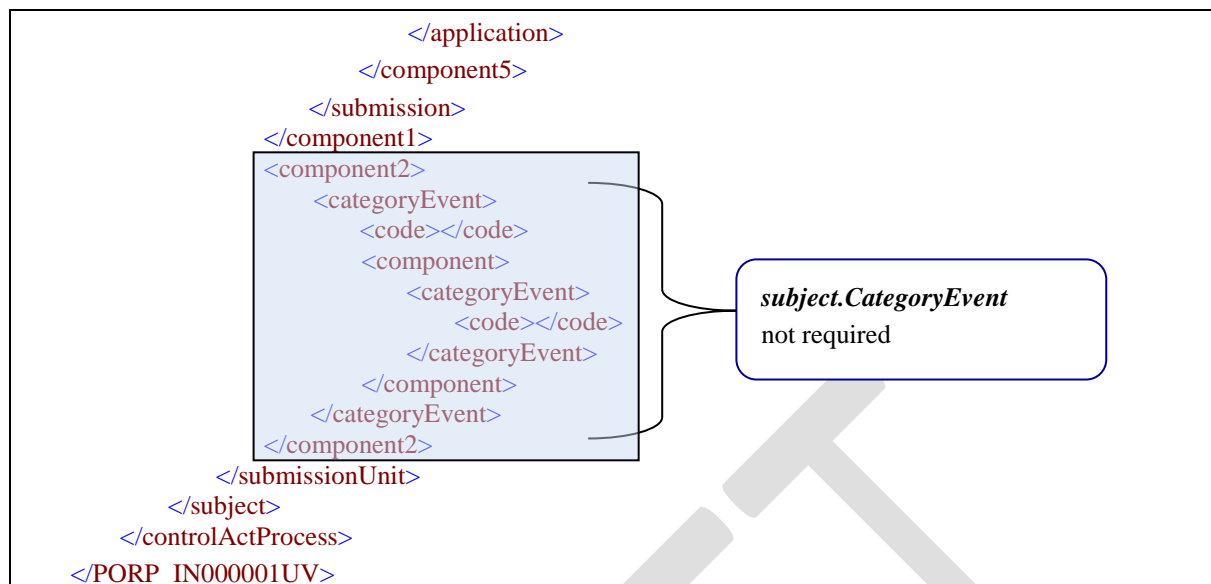 </application>
</component5>
</submission>
</component1>
<component2>
<categoryEvent>
<code></code>
<component>
<categoryEvent>
<code></code>
</categoryEvent>
</component>
</categoryEvent>
</component2>
subject.CategoryEvent
not required
</submissionUnit>
</subject>
</controlActProcess>
</PORP_IN000001UV>